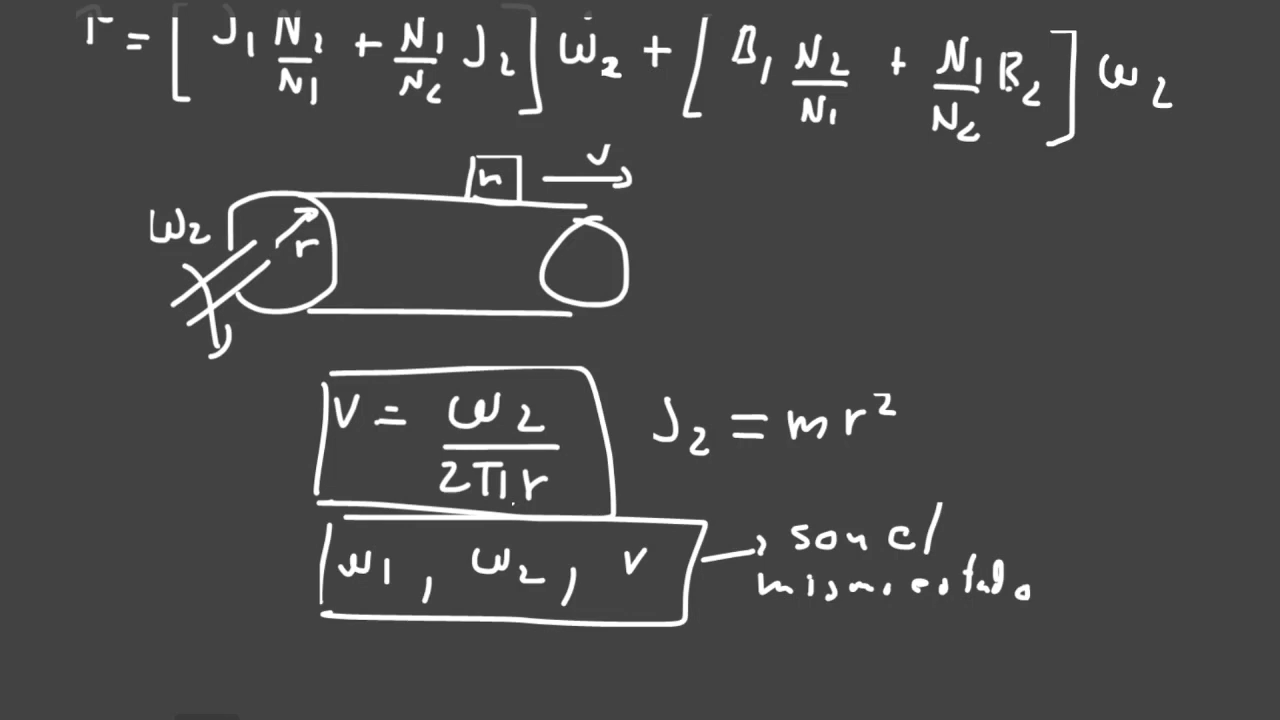 T = [ J₁ N₂/N₁ + N₁/N₂ J₂ ] ω̇₂ + [ B₁ N₂/N₁ + N₁/N₂ B₂ ] ω₂
m v
ω₂ r
v = ω₂/2πr J₂ = mr²
ω₁, ω₂, v → son el
mismo estado